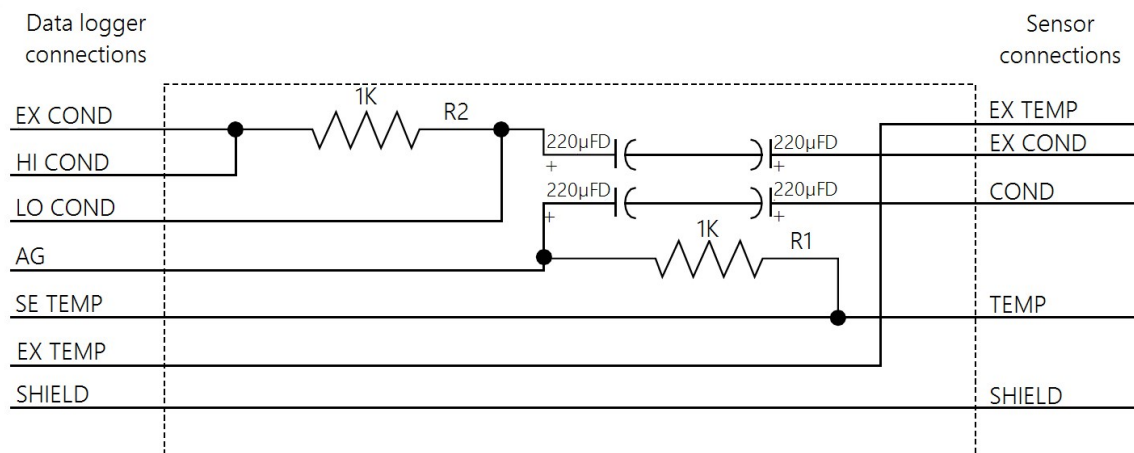 Data logger
connections
Sensor
connections
1K
R2
EX COND
EX TEMP
220µFD
220µFD
EX COND
HI COND
+
+
220µFD
220µFD
COND
LO COND
+
+
1K
R1
AG
SE TEMP
TEMP
EX TEMP
SHIELD
SHIELD